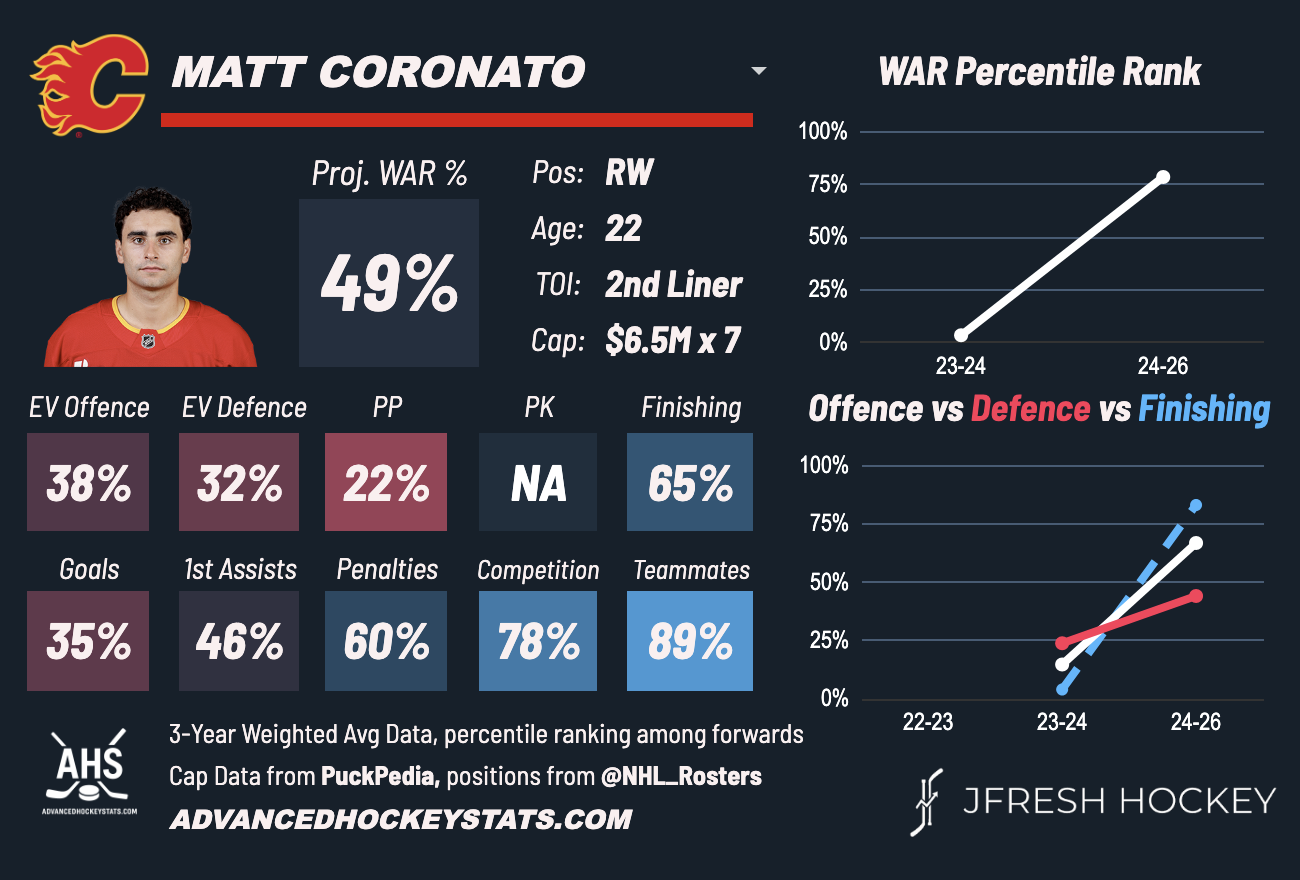 MATT CORONATO
Proj. WAR %
49%
Pos: RW
Age: 22
TOI: 2nd Liner
Cap: $6.5M x 7
EV Offence EV Defence PP PK Finishing
38% 32% 22% NA 65%
Goals 1st Assists Penalties Competition Teammates
35% 46% 60% 78% 89%
AHS
ADVANCEDHOCKEYSTATS.COM
3-Year Weighted Avg Data, percentile ranking among forwards
Cap Data from PuckPedia, positions from @NHL_Rosters
ADVANCEDHOCKEYSTATS.COM
WAR Percentile Rank
100%
75%
50%
25%
0%
23-24 24-26
Offence vs Defence vs Finishing
100%
75%
50%
25%
0%
22-23 23-24 24-26
JFRESH HOCKEY